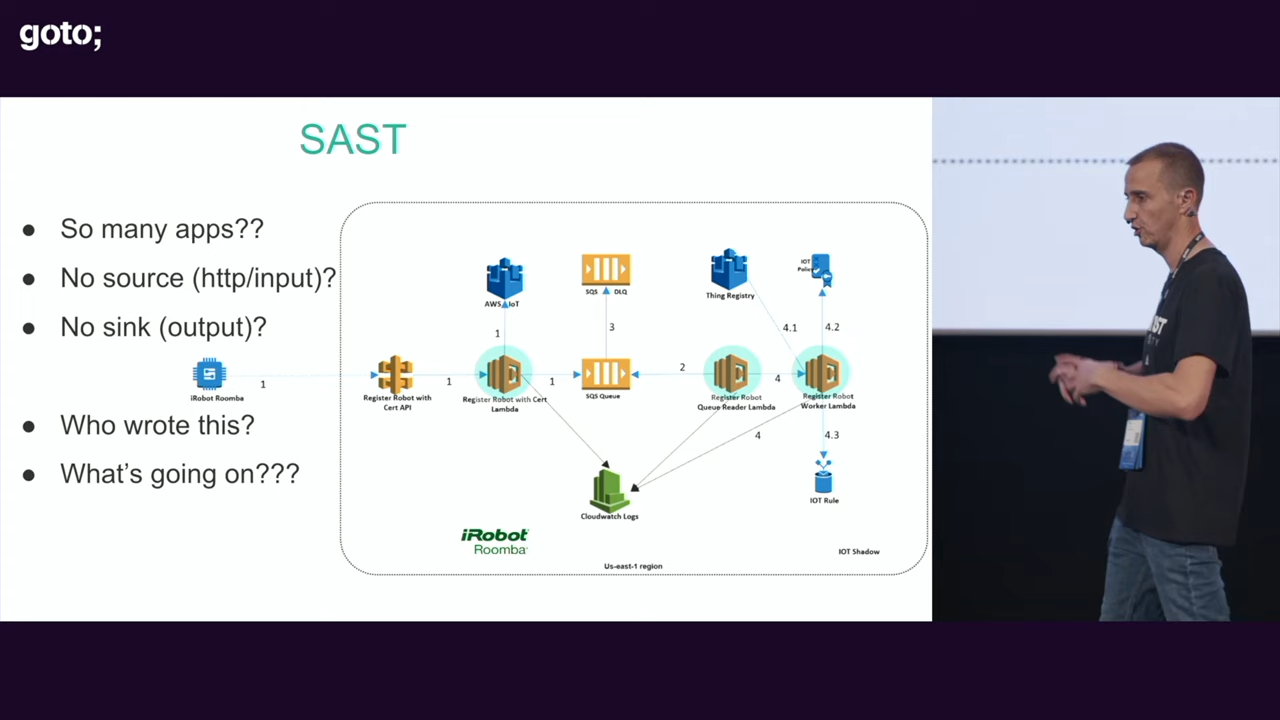 goto;
SAST
So many apps??
No source (http/input)?
No sink (output)?
Who wrote this?
What's going on???
AWS IoT
SQS DLQ
Thing Registry
IOT
1
3
4.1
4.2
1
1
1
2
4
iRobot Roomba
Register Robot with
Cert API
Register Robot with Cert
Lambda
SQS Queue
Register Robot
Queue Reader Lambda
Register Robot
Worker Lambda
4
4.3
Cloudwatch Logs
IOT Rule
iRobot
Roomba
IOT Shadow
Us-east-1 region